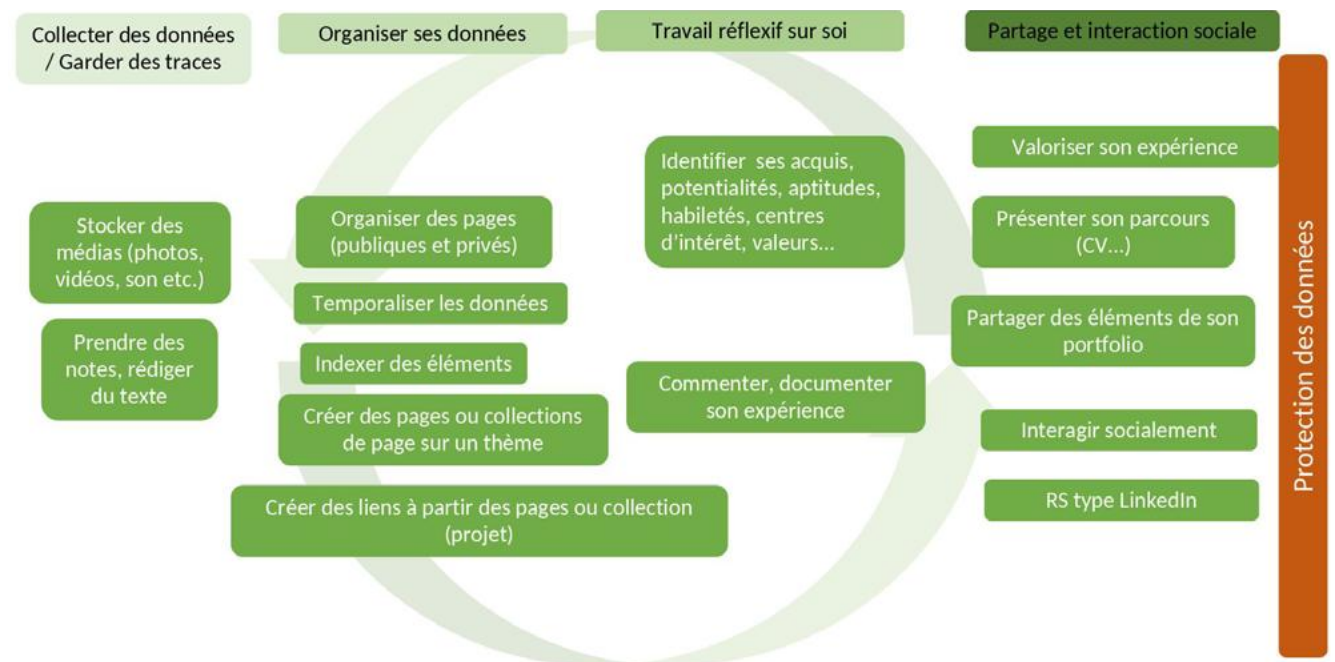 Collecter des données
/ Garder des traces
Organiser ses données
Travail réflexif sur soi
Partage et interaction sociale
Stocker des
médias (photos,
vidéos, son etc.)
Prendre des
notes, rédiger
du texte
Organiser des pages
(publiques et privés)
Temporaliser les données
Indexer des éléments
Créer des pages ou collections
de page sur un thème
Créer des liens à partir des pages ou collection
(projet)
Identifier ses acquis,
potentialités, aptitudes,
habiletés, centres
d’intérêt, valeurs...
Commenter, documenter
son expérience
Valoriser son expérience
Présenter son parcours
(CV...)
Partager des éléments de son
portfolio
Interagir socialement
RS type LinkedIn
Protection des données